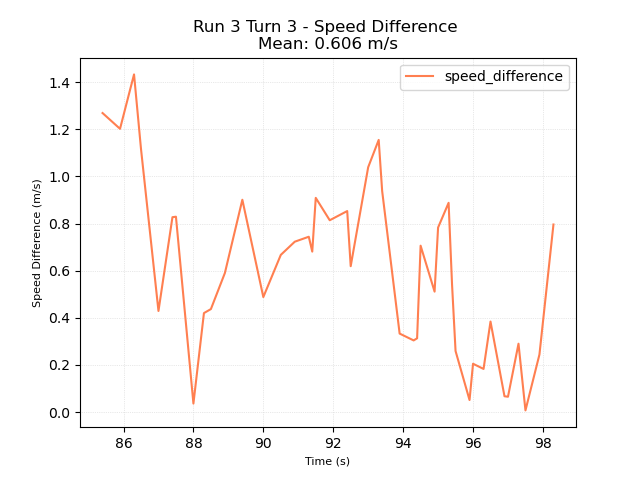 Run 3 Turn 3 - Speed Difference
Mean: 0.606 m/s
speed_difference
Speed Difference (m/s)
1.4
1.2
1.0
0.8
0.6
0.4
0.2
0.0
86 88 90 92 94 96 98
Time (s)